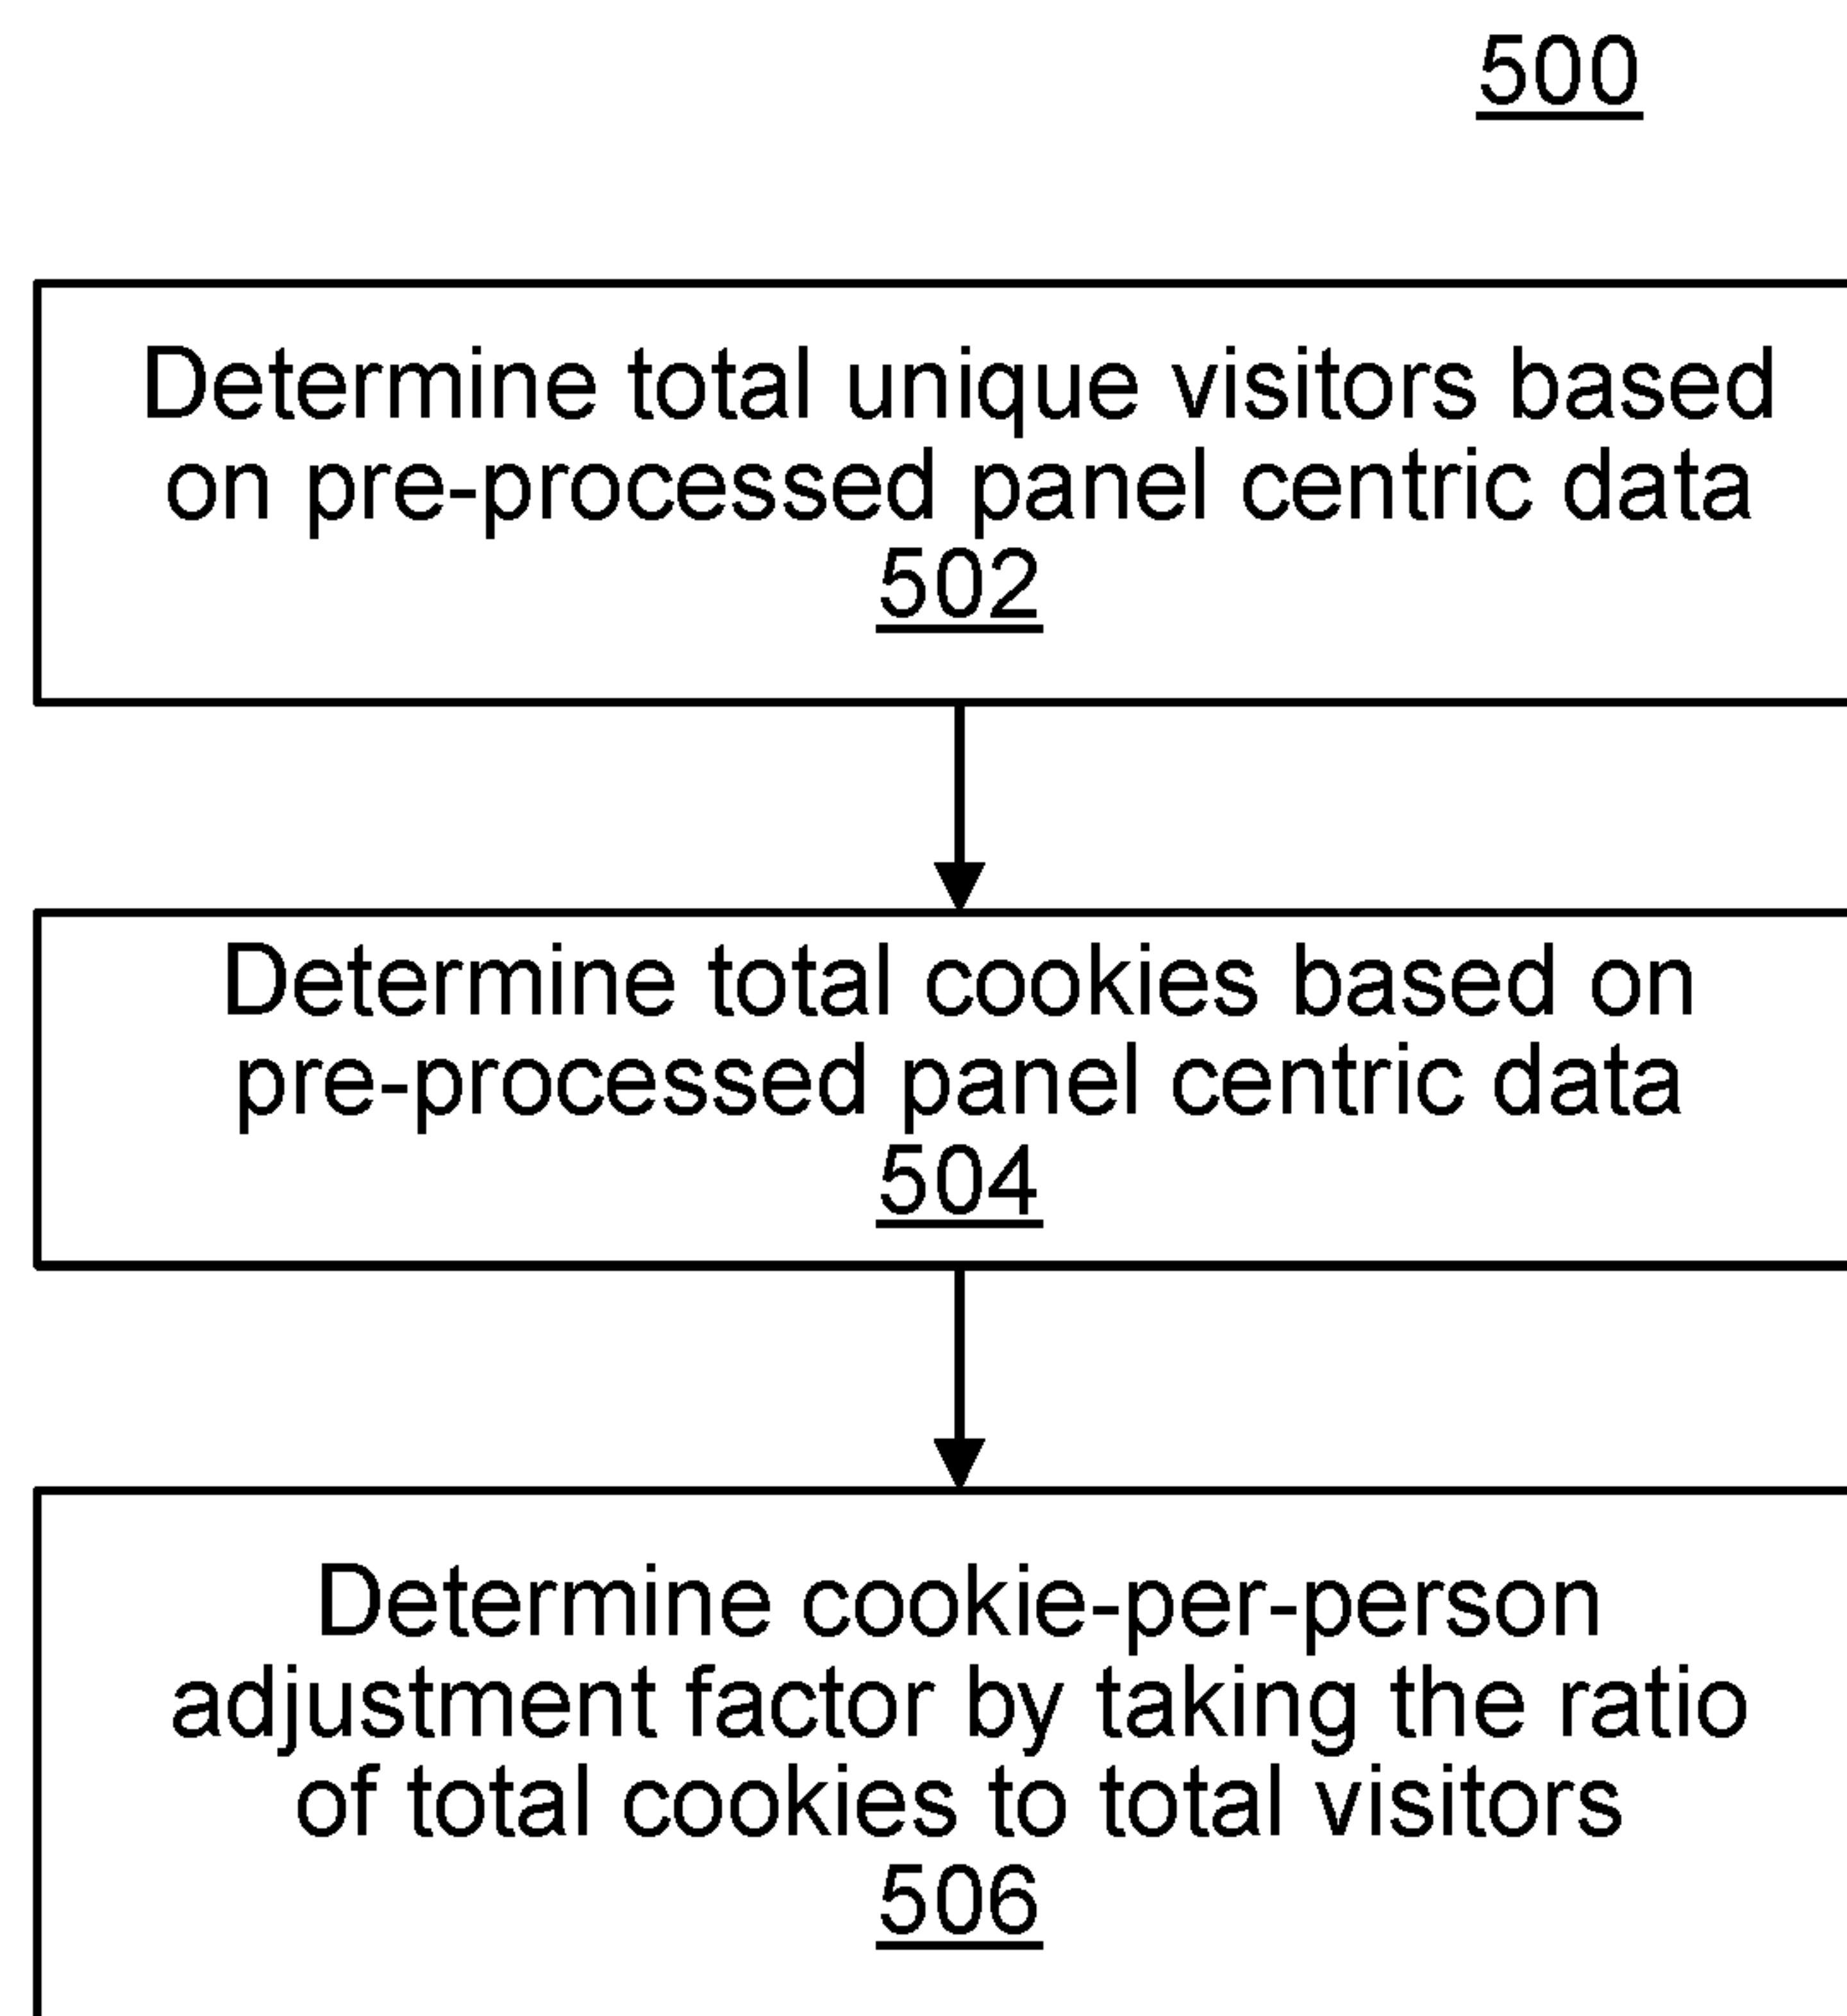 500
Determine total unique visitors based
on pre-processed panel centric data
502
Determine total cookies based on
pre-processed panel centric data
504
Determine cookie-per-person
adjustment factor by taking the ratio
of total cookies to total visitors
506